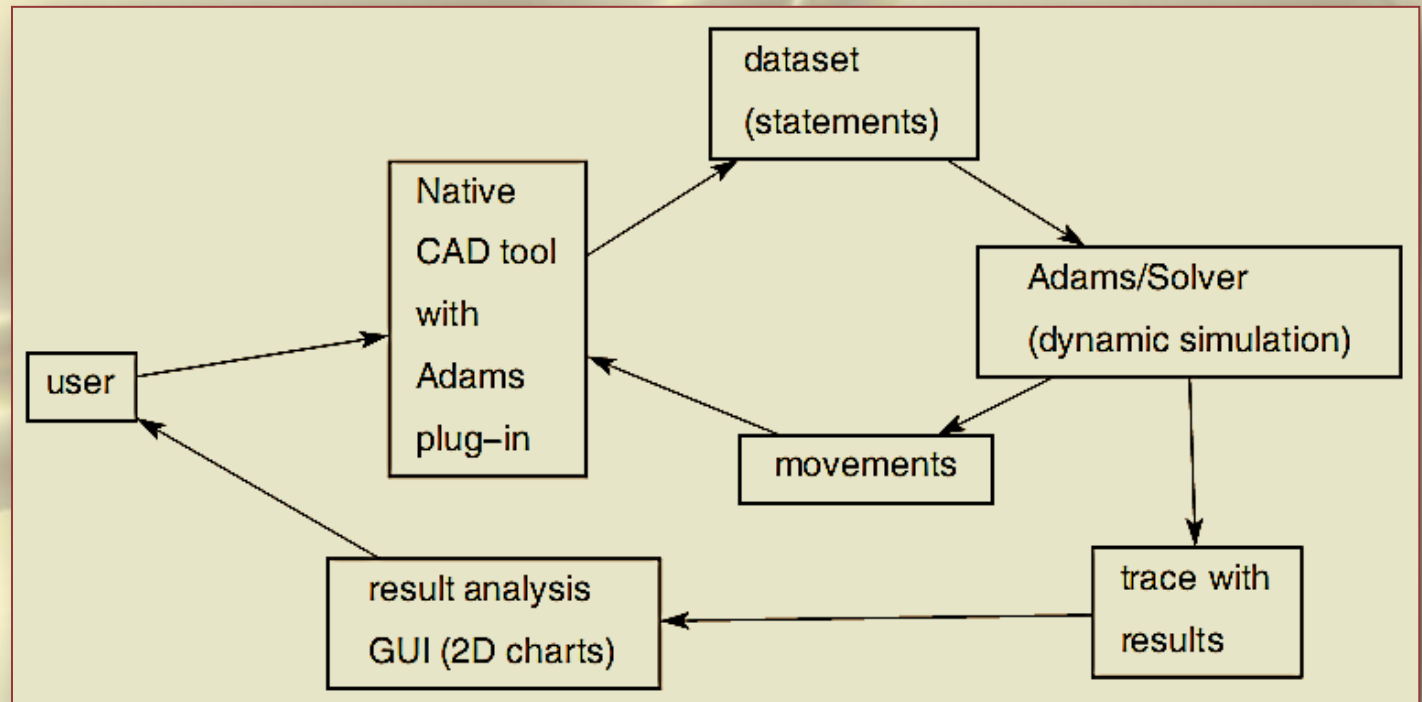 dataset
(statements)
Native
CAD tool
with
Adams
plug-in
Adams/Solver
(dynamic simulation)
user
movements
result analysis
GUI (2D charts)
trace with
results